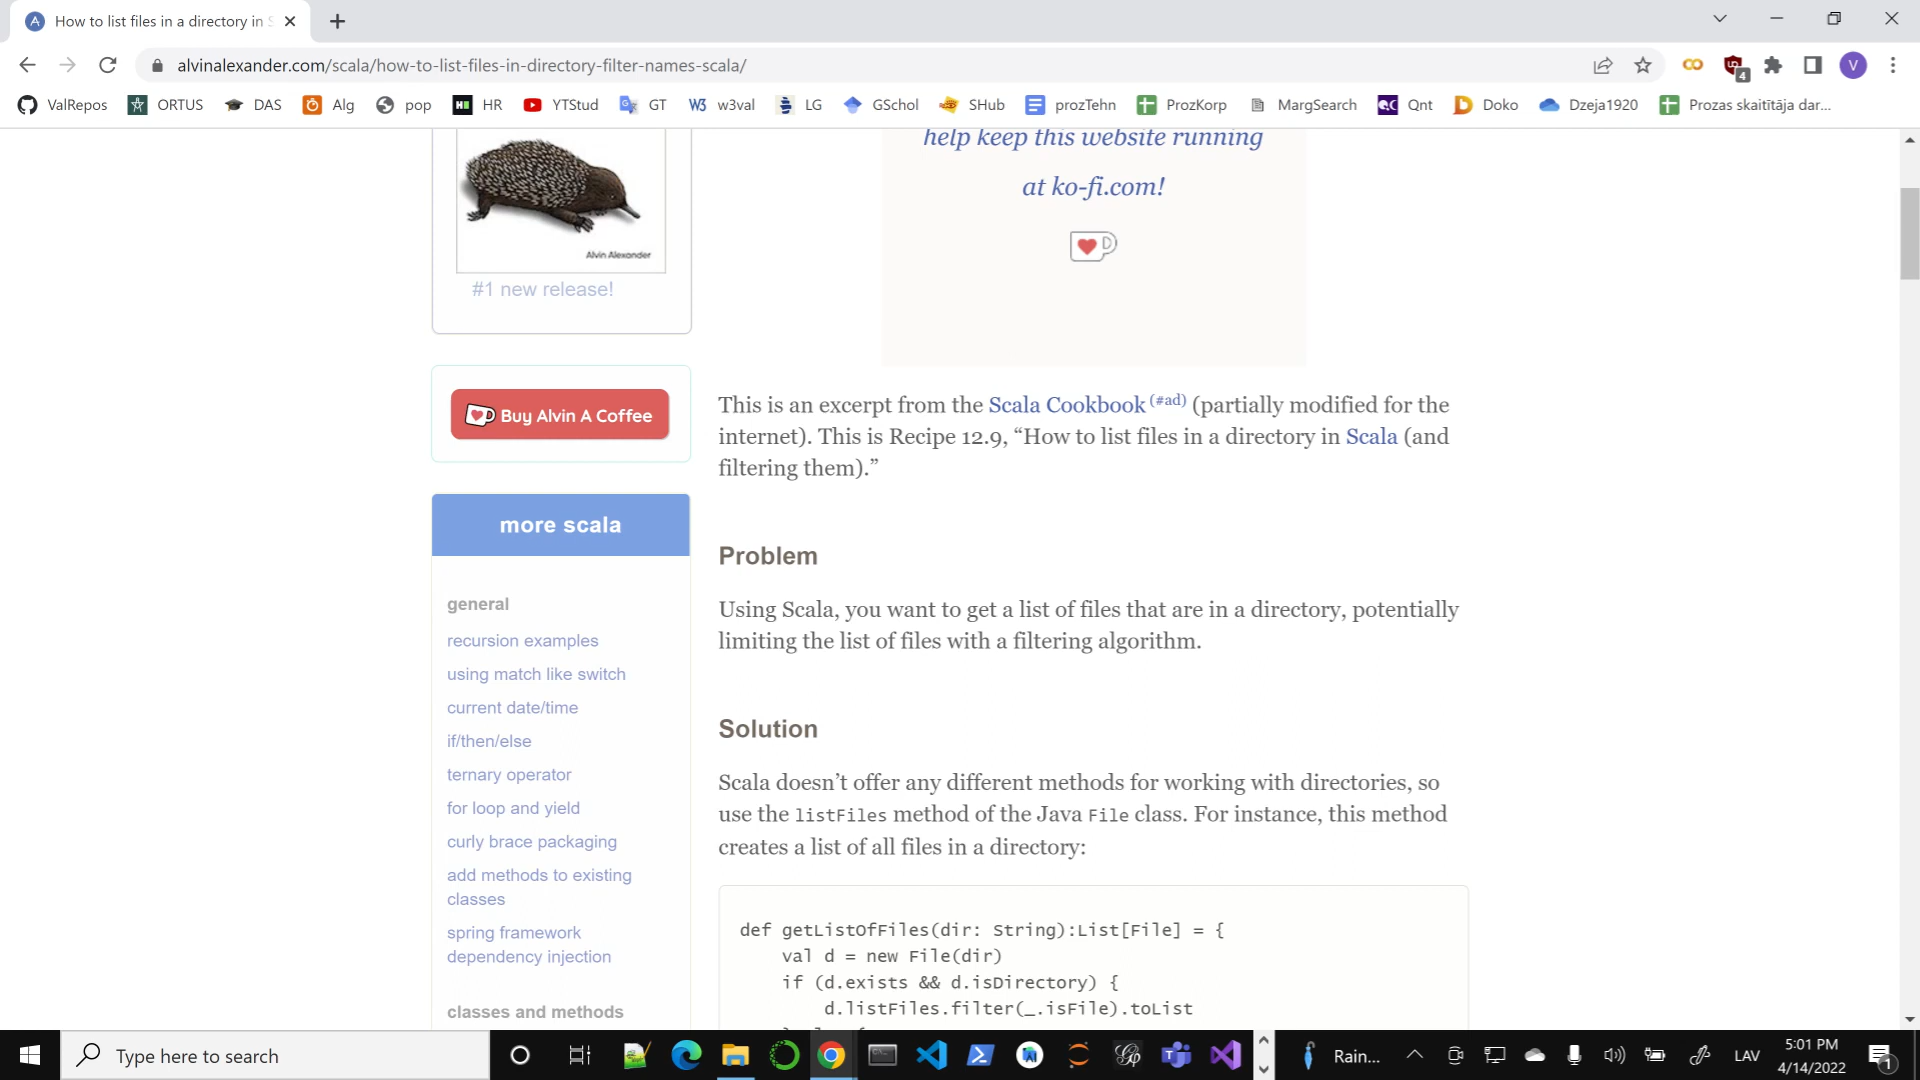 How to list files in a directory in S
alvinalexander.com/scala/how-to-list-files-in-directory-filter-names-scala/
4
V
ValRepos
ORTUS
DAS
Alg
pop
HR
YTStud
GT
w3val
LG
GSchol
SHub
prozTehn
ProzKorp
MargSearch
Qnt
Doko
Dzeja1920
Prozas skaitītāja dar...
Alvin Alexander
#1 new release!
Buy Alvin A Coffee
more scala
general
recursion examples
using match like switch
current date/time
if/then/else
ternary operator
for loop and yield
curly brace packaging
add methods to existing
classes
spring framework
dependency injection
classes and methods
help keep this website running
at ko-fi.com!
This is an excerpt from the Scala Cookbook (#ad) (partially modified for the
internet). This is Recipe 12.9, “How to list files in a directory in Scala (and
filtering them).”
Problem
Using Scala, you want to get a list of files that are in a directory, potentially
limiting the list of files with a filtering algorithm.
Solution
Scala doesn’t offer any different methods for working with directories, so
use the listFiles method of the Java File class. For instance, this method
creates a list of all files in a directory:
def getListOfFiles(dir: String):List[File] = {
val d = new File(dir)
if (d.exists && d.isDirectory) {
d.listFiles.filter(_.isFile).toList
Type here to search
Rain...
LAV
5:01 PM
4/14/2022
1